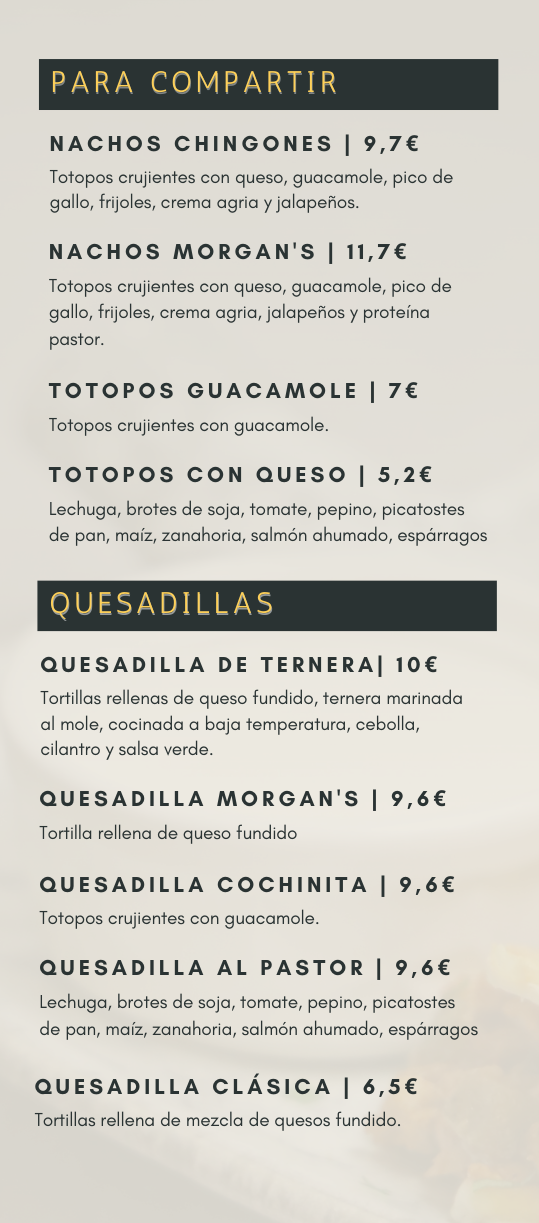 PARA COMPARTIR
NACHOS CHINGONES | 9,7€
Totopos crujientes con queso, guacamole, pico de
gallo, frijoles, crema agria y jalapeños.
NACHOS MORGAN'S | 11,7€
Totopos crujientes con queso, guacamole, pico de
gallo, frijoles, crema agria, jalapeños y proteína
pastor.
TOTOPOS GUACAMOLE | 7€
Totopos crujientes con guacamole.
TOTOPOS CON QUESO | 5,2€
Lechuga, brotes de soja, tomate, pepino, picatostes
de pan, maíz, zanahoria, salmón ahumado, espárragos
QUESADILLAS
QUESADILLA DE TERNERA| 10€
Tortillas rellenas de queso fundido, ternera marinada
al mole, cocinada a baja temperatura, cebolla,
cilantro y salsa verde.
QUESADILLA MORGAN'S | 9,6€
Tortilla rellena de queso fundido
QUESADILLA COCHINITA | 9,6€
Totopos crujientes con guacamole.
QUESADILLA AL PASTOR | 9,6€
Lechuga, brotes de soja, tomate, pepino, picatostes
de pan, maíz, zanahoria, salmón ahumado, espárragos
QUESADILLA CLÁSICA | 6,5€
Tortillas rellena de mezcla de quesos fundido.